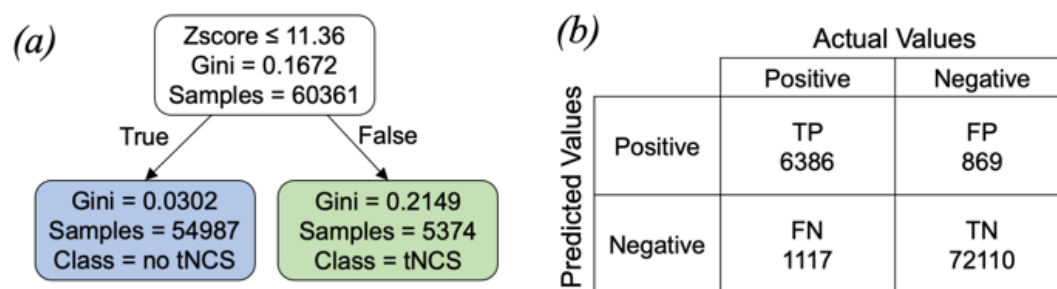 (a)
Zscore ≤ 11.36
Gini = 0.1672
Samples = 60361
True
False
Gini = 0.0302
Samples = 54987
Class = no tNCS
Gini = 0.2149
Samples = 5374
Class = tNCS
(b)
Actual Values
Positive
Negative
Predicted Values
Positive
TP
6386
FP
869
Negative
FN
1117
TN
72110